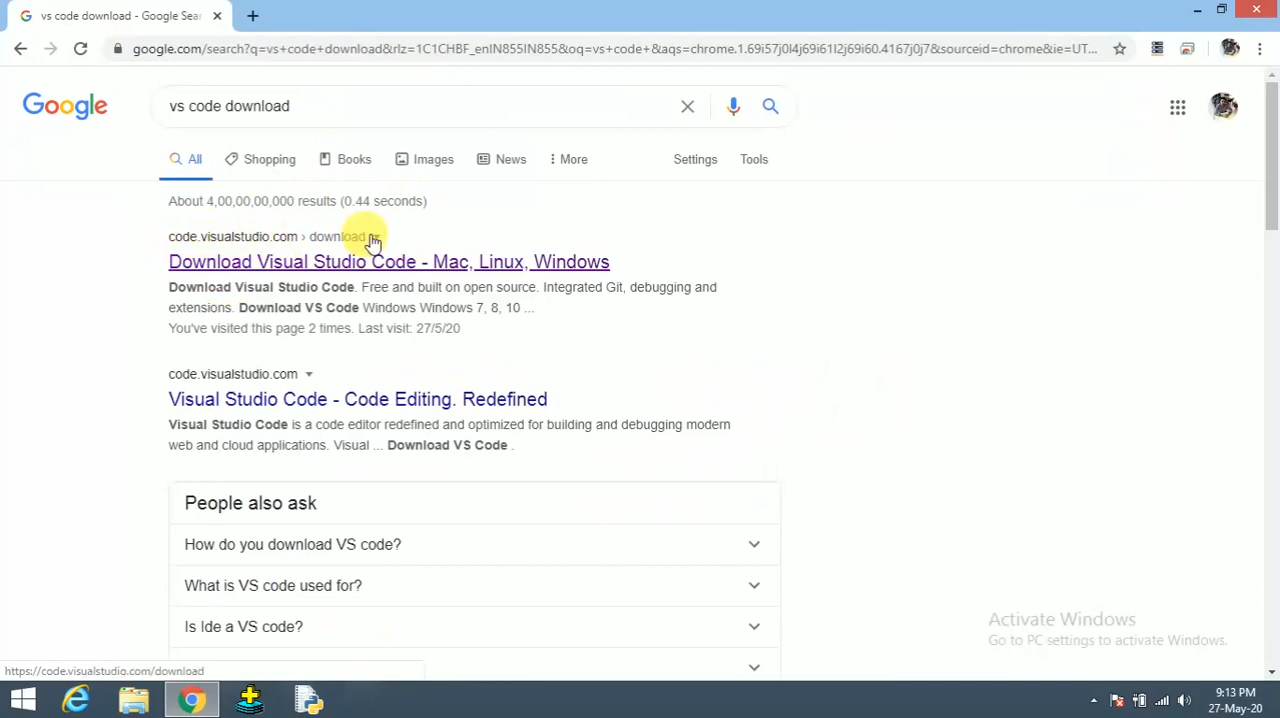 vs code download - Google Sear
google.com/search?q=vs+code+download&rlz=1C1CHBF_enIN855IN855&oq=vs+code+&aqs=chrome.1.69i57j0l4j69i61l2j69i60.4167j0j7&sourceid=chrome&ie=UT...
Google
vs code download
All Shopping Books Images News More Settings Tools
About 4,00,00,00,000 results (0.44 seconds)
code.visualstudio.com › download
Download Visual Studio Code - Mac, Linux, Windows
Download Visual Studio Code. Free and built on open source. Integrated Git, debugging and
extensions. Download VS Code Windows Windows 7, 8, 10 ...
You've visited this page 2 times. Last visit: 27/5/20
code.visualstudio.com
Visual Studio Code - Code Editing. Redefined
Visual Studio Code is a code editor redefined and optimized for building and debugging modern
web and cloud applications. Visual ... Download VS Code .
People also ask
How do you download VS code?
What is VS code used for?
Is Ide a VS code?
Activate Windows
Go to PC settings to activate Windows.
https://code.visualstudio.com/download
9:13 PM
27-May-20